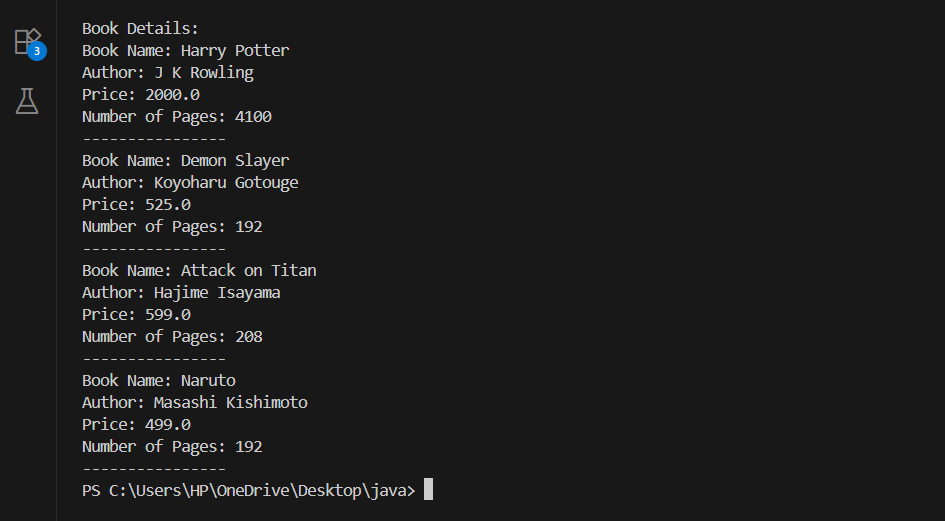 3
Book Details:
Book Name: Harry Potter
Author: J K Rowling
Price: 2000.0
Number of Pages: 4100
----------------
Book Name: Demon Slayer
Author: Koyoharu Gotouge
Price: 525.0
Number of Pages: 192
----------------
Book Name: Attack on Titan
Author: Hajime Isayama
Price: 599.0
Number of Pages: 208
----------------
Book Name: Naruto
Author: Masashi Kishimoto
Price: 499.0
Number of Pages: 192
----------------
PS C:\Users\HP\OneDrive\Desktop\java>